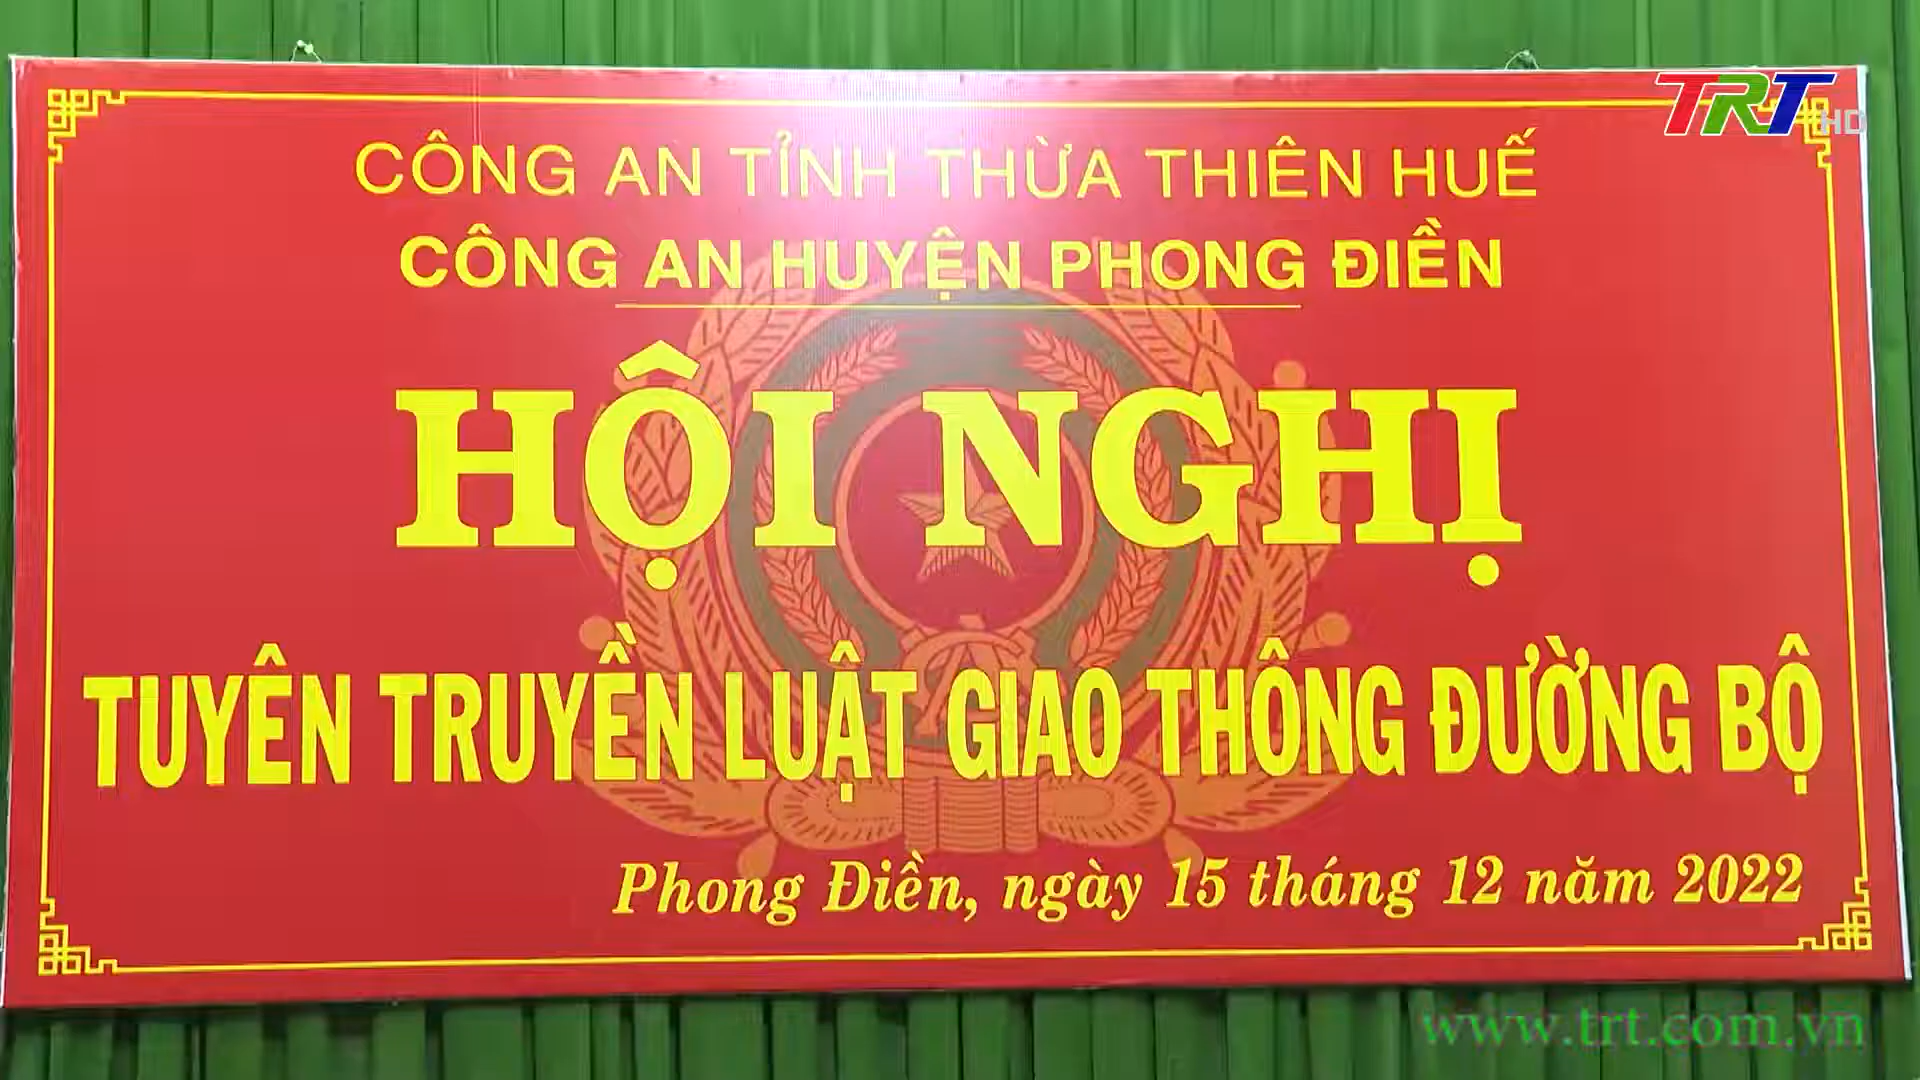 TRT HD
CÔNG AN TỈNH THỪA THIÊN HUẾ
CÔNG AN HUYỆN PHONG ĐIỀN
HỘI NGHỊ
TUYÊN TRUYỀN LUẬT GIAO THÔNG ĐƯỜNG BỘ
Phong Điền, ngày 15 tháng 12 năm 2022
www.trt.com.vn